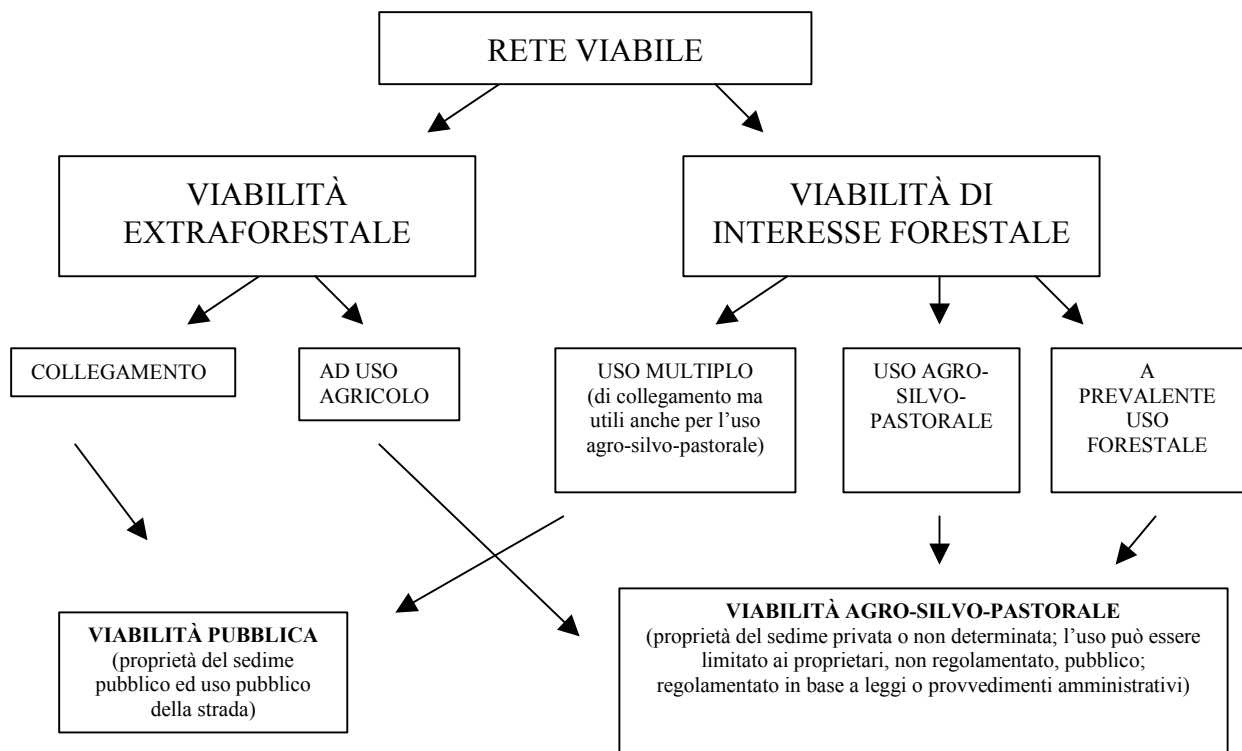 RETE VIABILE
VIABILITÀ
EXTRAFORESTALE
VIABILITÀ DI
INTERESSE FORESTALE
COLLEGAMENTO
AD USO
AGRICOLO
USO MULTIPLO
(di collegamento ma
utili anche per l’uso
agro-silvo-pastorale)
USO AGRO-
SILVO-
PASTORALE
A
PREVALENTE
USO
FORESTALE
VIABILITÀ PUBBLICA
(proprietà del sedime
pubblico ed uso pubblico
della strada)
VIABILITÀ AGRO-SILVO-PASTORALE
(proprietà del sedime privata o non determinata; l’uso può essere
limitato ai proprietari, non regolamentato, pubblico;
regolamentato in base a leggi o provvedimenti amministrativi)